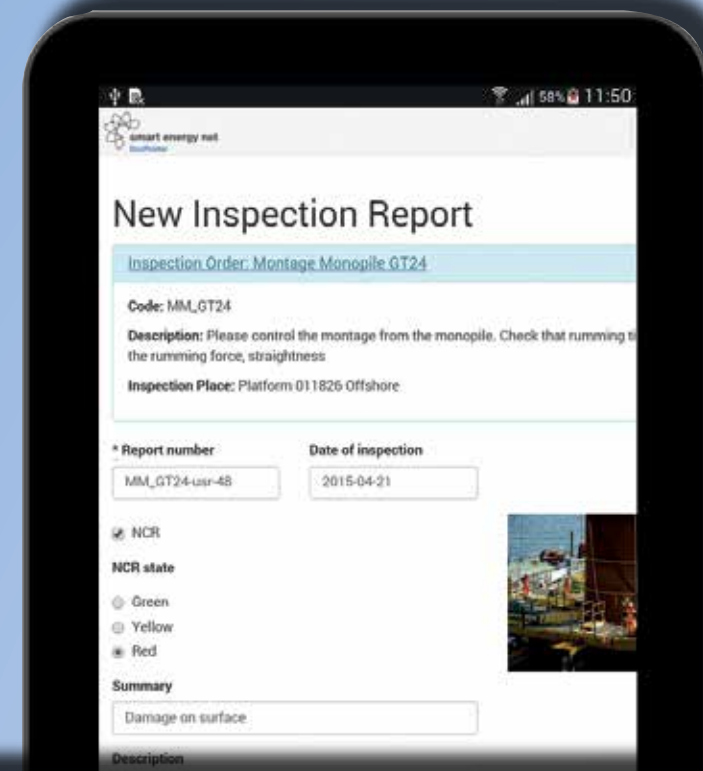 58% 11:50
smart energy net
New Inspection Report
Inspection Order: Montage Monopile GT24
Code: MM_GT24
Description: Please control the montage from the monopile. Check that rumming ti
the rumming force, straightness
Inspection Place: Platform 011826 Offshore
* Report number Date of inspection
MM_GT24-usr-48 2015-04-21
NCR
NCR state
Green
Yellow
Red
Summary
Damage on surface
Description